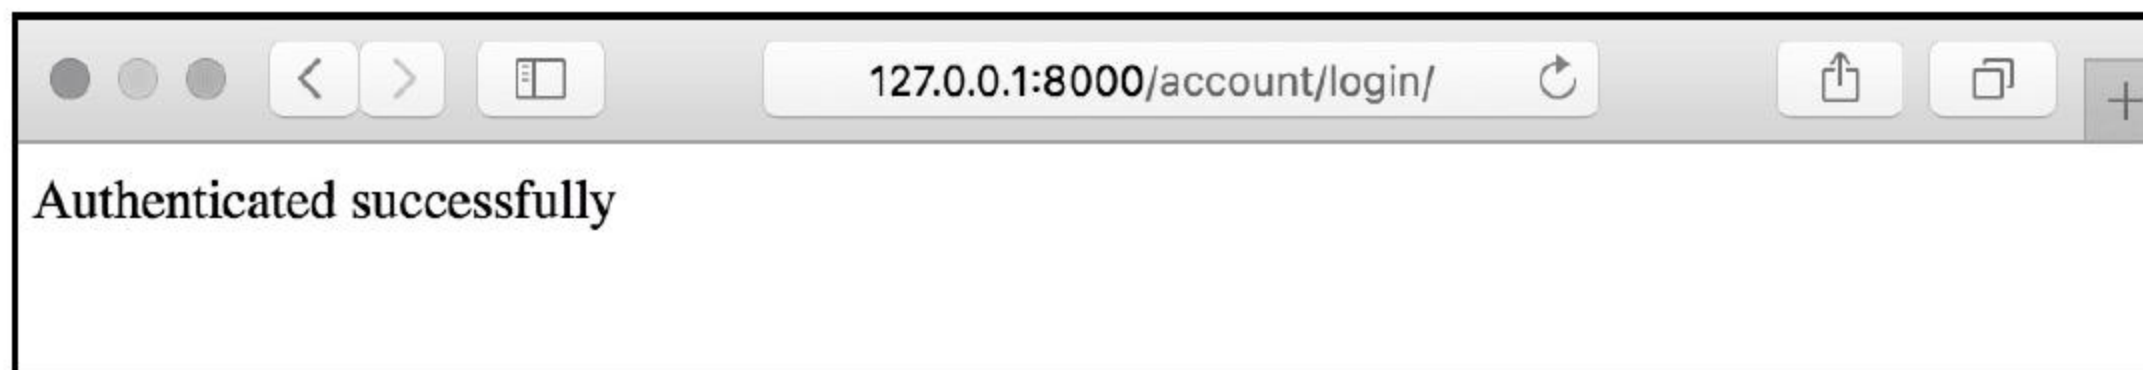 127.0.0.1:8000/account/login/
Authenticated successfully